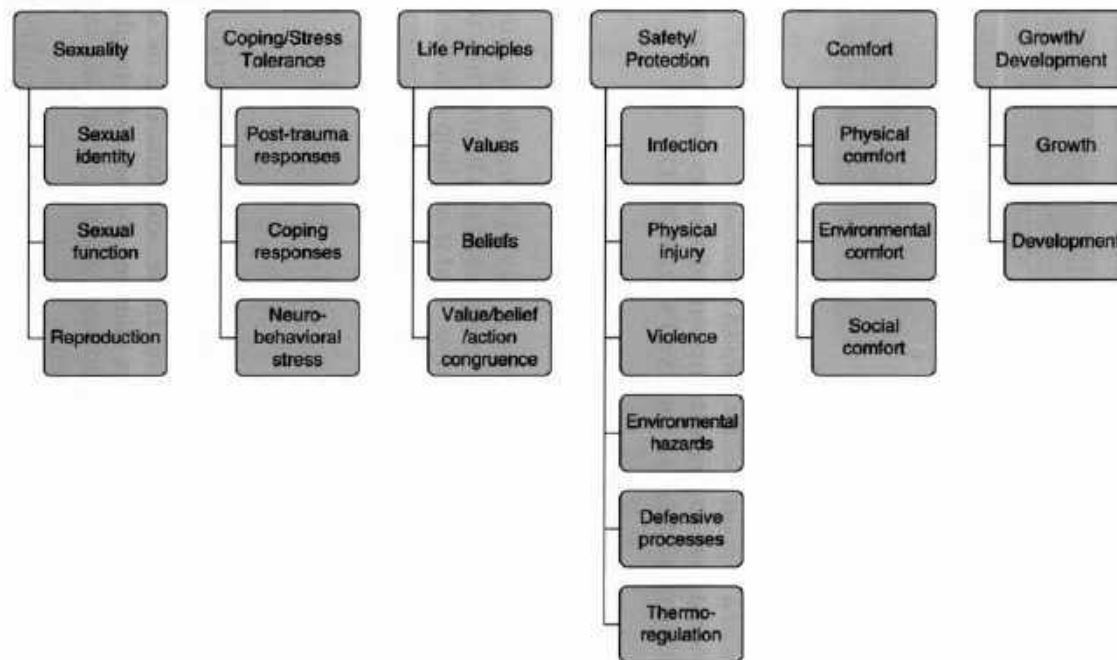 Sexuality
Sexual
identity
Sexual
function
Reproduction
Coping/Stress
Tolerance
Post-trauma
responses
Coping
responses
Neuro-
behavioral
stress
Life Principles
Values
Beliefs
Value/belief
/action
congruence
Safety/
Protection
Infection
Physical
injury
Violence
Environmental
hazards
Defensive
processes
Thermo-
regulation
Comfort
Physical
comfort
Environmental
comfort
Social
comfort
Growth/
Development
Growth
Development